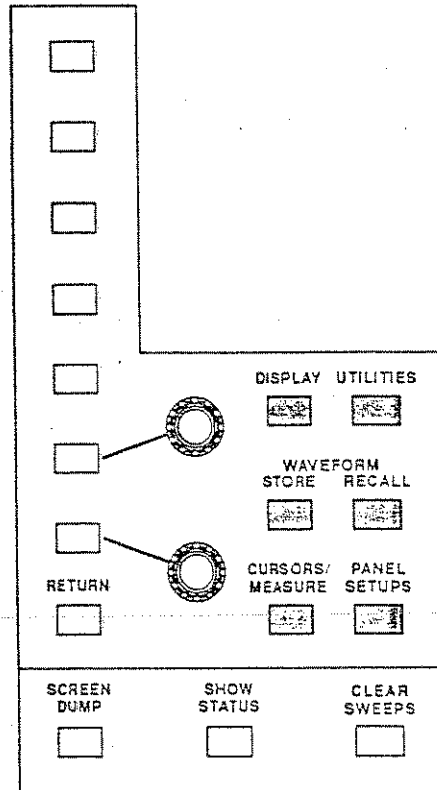 DISPLAY UTILITIES
WAVEFORM
STORE RECALL
CURSORS/ PANEL
RETURN MEASURE SETUPS
SCREEN SHOW CLEAR
DUMP STATUS SWEEPS